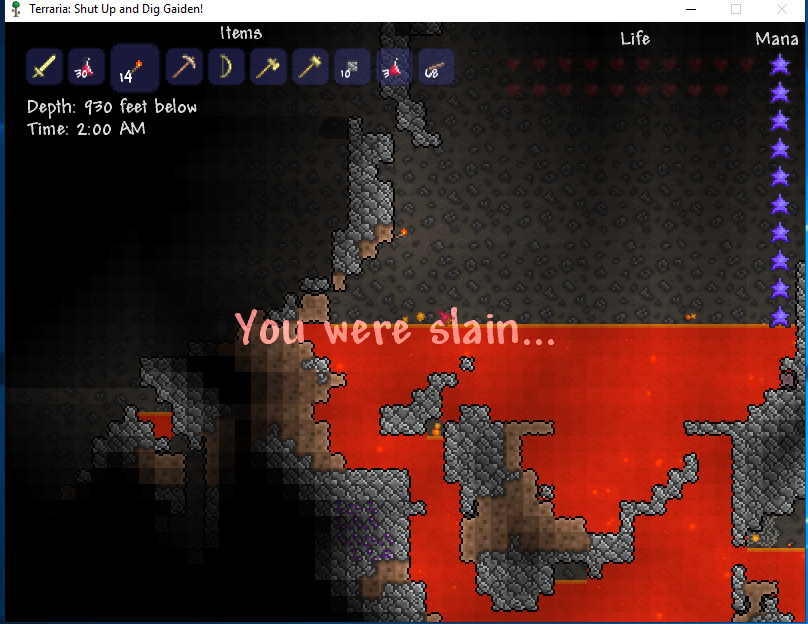 Terraria: Shut Up and Dig Gaiden!
Items
Life
Mana
30
14
10
3
68
Depth: 930 feet below
Time: 2:00 AM
You were slain...